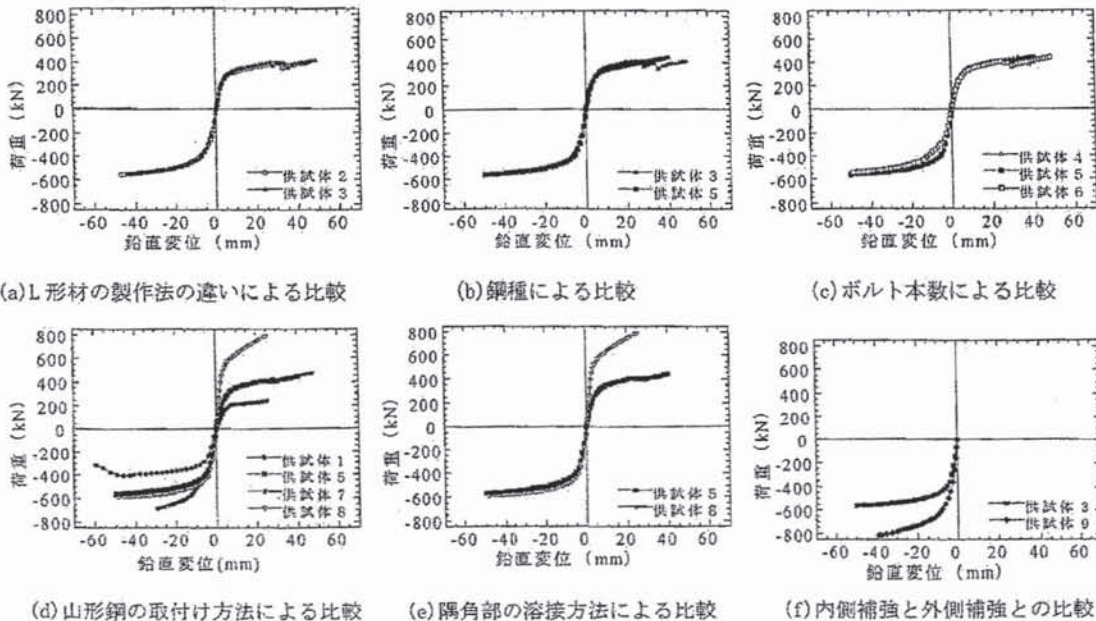 800
600
400
200
0
-200
-400
-600
-800
荷重 (kN)
供試体 2
供試体 3
-60 -40 -20 0 20 40 60
鉛直変位 (mm)
(a)L形材の製作法の違いによる比較
800
600
400
200
0
-200
-400
-600
-800
荷重 (kN)
供試体 3
供試体 5
-60 -40 -20 0 20 40 60
鉛直変位 (mm)
(b)鋼種による比較
800
600
400
200
0
-200
-400
-600
-800
荷重 (kN)
供試体 4
供試体 5
供試体 6
-60 -40 -20 0 20 40 60
鉛直変位 (mm)
(c)ボルト本数による比較
800
600
400
200
0
-200
-400
-600
-800
荷重 (kN)
供試体 1
供試体 5
供試体 7
供試体 8
-60 -40 -20 0 20 40 60
鉛直変位(mm)
(d)山形鋼の取付け方法による比較
800
600
400
200
0
-200
-400
-600
-800
荷重 (kN)
供試体 5
供試体 8
-60 -40 -20 0 20 40 60
鉛直変位 (mm)
(e)隅角部の溶接方法による比較
800
600
400
200
0
-200
-400
-600
-800
荷重 (kN)
供試体 3
供試体 9
-60 -40 -20 0 20 40 60
鉛直変位 (mm)
(f)内側補強と外側補強との比較